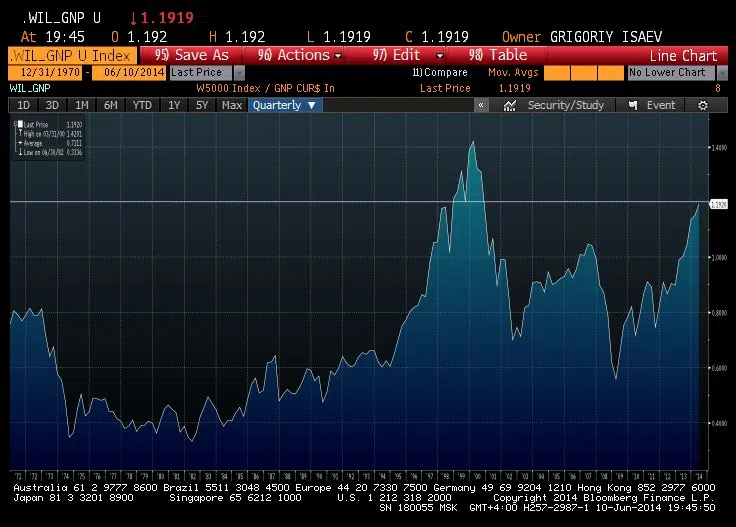 .WIL_GNP U ↓1.1919
At 19:45 O 1.192 H 1.192 L 1.1919 C 1.1919 Owner GRIGORIY ISAEV
.WIL_GNP U Index 95) Save As 96) Actions 97) Edit 98) Table Line Chart
12/31/1970 - 06/10/2014 Last Price 11) Compare Mov. Avgs No Lower Chart
WIL_GNP W5000 Index / GNP CUR$ In Last Price 1.1919 8
1D 3D 1M 6M YTD 1Y 5Y Max Quarterly ▼ « Security/Study Event
Last Price 1.1920
High on 03/31/00 1.4201
Average 0.7111
Low on 06/30/82 0.3336
1.4000
1.1920
1.0000
0.8000
0.6000
0.4000
'71 '72 '73 '74 '75 '76 '77 '78 '79 '80 '81 '82 '83 '84 '85 '86 '87 '88 '89 '90 '91 '92 '93 '94 '95 '96 '97 '98 '99 '00 '01 '02 '03 '04 '05 '06 '07 '08 '09 '10 '11 '12 '13 '14
Australia 61 2 9777 8600 Brazil 5511 3048 4500 Europe 44 20 7330 7500 Germany 49 69 9204 1210 Hong Kong 852 2977 6000
Japan 81 3 3201 8900 Singapore 65 6212 1000 U.S. 1 212 318 2000 Copyright 2014 Bloomberg Finance L.P.
SN 180055 MSK GMT+4:00 H257-2987-1 10-Jun-2014 19:45:50